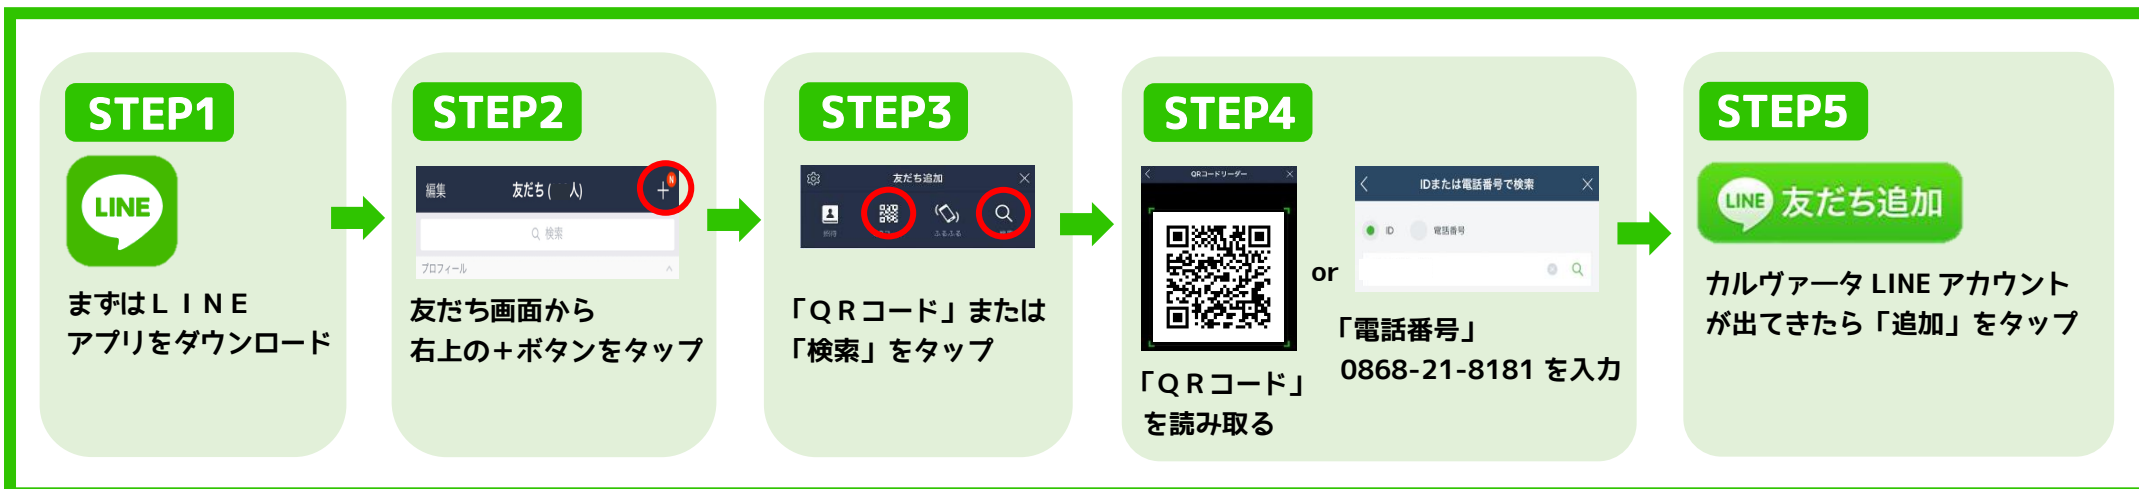 STEP1
LINE
まずはＬＩＮＥ
アプリをダウンロード
STEP2
編集 友だち( 人) + N
検索
プロフィール
友だち画面から
右上の＋ボタンをタップ
STEP3
友だち追加
招待 ふるふる
「ＱＲコード」または
「検索」をタップ
STEP4
QRコードリーダー
「ＱＲコード」
を読み取る
or
IDまたは電話番号で検索
ID 電話番号
「電話番号」
0868-21-8181 を入力
STEP5
LINE 友だち追加
カルヴァータ LINE アカウント
が出てきたら「追加」をタップ